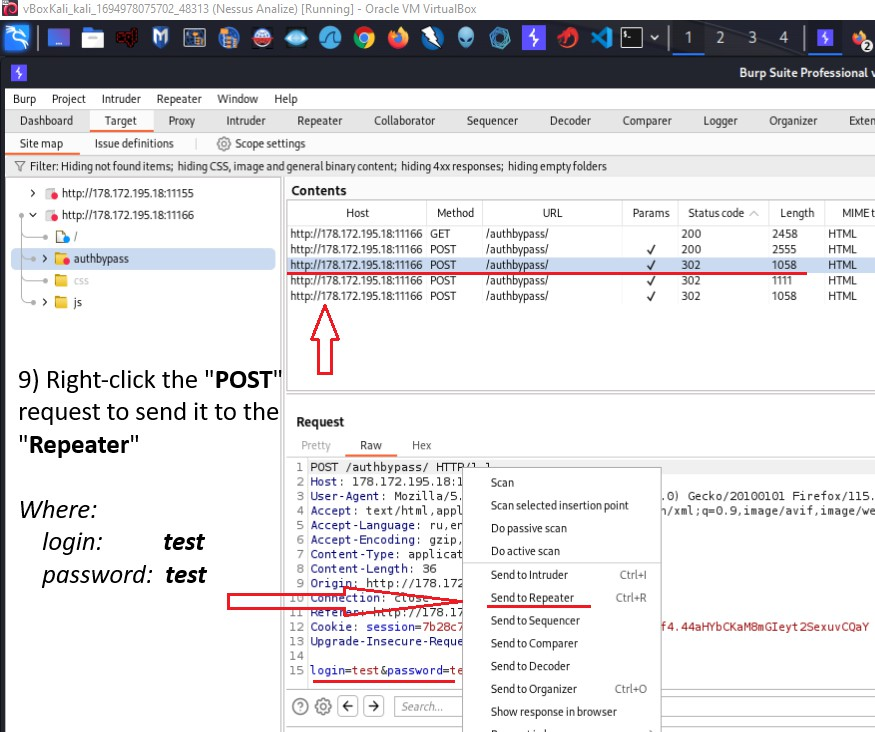 vBoxKali_kali_1694978075702_48313 (Nessus Analize) [Running] - Oracle VM VirtualBox
1 2 3 4 2
Burp Suite Professional v
Burp Project Intruder Repeater Window Help
Dashboard Target Proxy Intruder Repeater Collaborator Sequencer Decoder Comparer Logger Organizer Exten
Site map Issue definitions Scope settings
Filter: Hiding not found items; hiding CSS, image and general binary content; hiding 4xx responses; hiding empty folders
http://178.172.195.18:11155
http://178.172.195.18:11166
/
authbypass
css
js
Contents
Host Method URL Params Status code Length MIME t
http://178.172.195.18:11166 GET /authbypass/ 200 2458 HTML
http://178.172.195.18:11166 POST /authbypass/ ✓ 200 2555 HTML
http://178.172.195.18:11166 POST /authbypass/ ✓ 302 1058 HTML
http://178.172.195.18:11166 POST /authbypass/ ✓ 302 1111 HTML
http://178.172.195.18:11166 POST /authbypass/ ✓ 302 1058 HTML
9) Right-click the "POST"
request to send it to the
"Repeater"
Where:
login: test
password: test
Request
Pretty Raw Hex
1 POST /authbypass/ HTTP/1.1
2 Host: 178.172.195.18:1
3 User-Agent: Mozilla/5. .0) Gecko/20100101 Firefox/115.
4 Accept: text/html,appl n/xml;q=0.9,image/avif,image/we
5 Accept-Language: ru,en
6 Accept-Encoding: gzip,
7 Content-Type: applicat
8 Content-Length: 36
9 Origin: http://178.172
10 Connection: close
11 Referer: http://178.17
12 Cookie: session=7b28c7 f4.44aHYbCKaM8mGIeyt2SexuvCQaY
13 Upgrade-Insecure-Reque
14
15 login=test&password=te
Scan
Scan selected insertion point
Do passive scan
Do active scan
Send to Intruder Ctrl+I
Send to Repeater Ctrl+R
Send to Sequencer
Send to Comparer
Send to Decoder
Send to Organizer Ctrl+O
Show response in browser
Search...